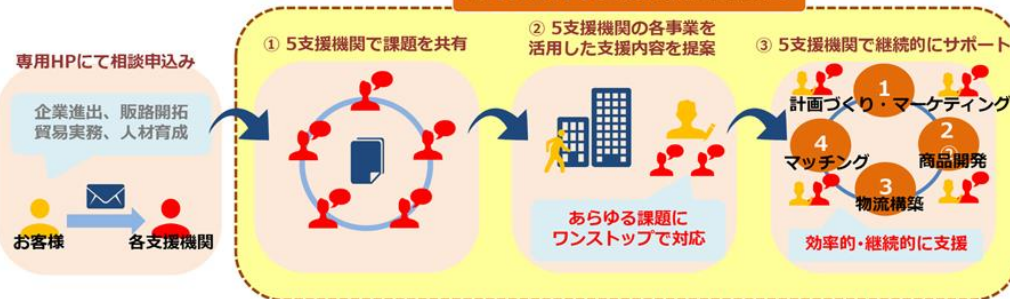 専用HPにて相談申込み
企業進出、販路開拓
貿易実務、人材育成
お客様
各支援機関
① 5支援機関で課題を共有
② 5支援機関の各事業を
活用した支援内容を提案
あらゆる課題に
ワンストップで対応
③ 5支援機関で継続的にサポート
1
計画づくり・マーケティング
2
商品開発
3
物流構築
4
マッチング
効率的・継続的に支援